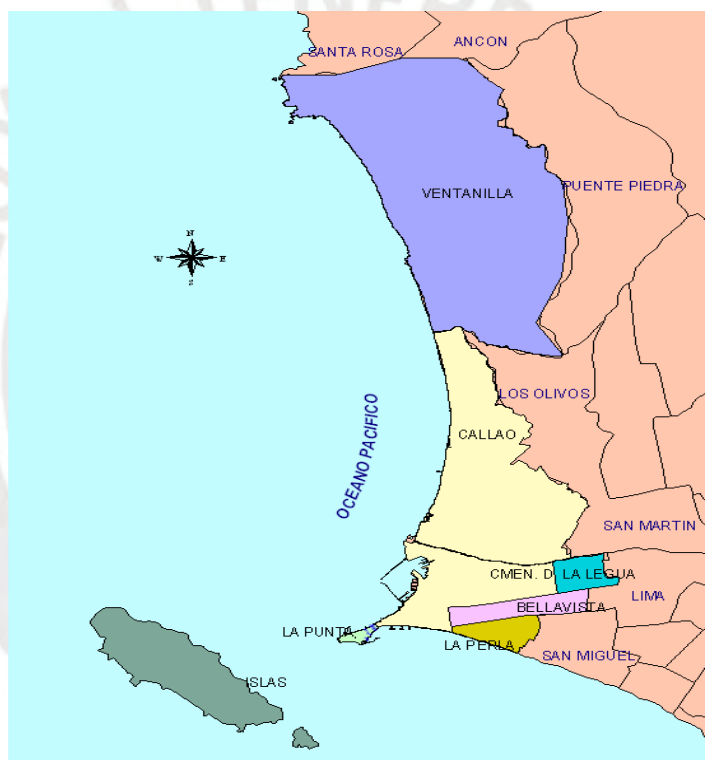 ANCON
SANTA ROSA
PUENTE PIEDRA
VENTANILLA
N
W E
S
LOS OLIVOS
OCEANO PACIFICO
CALLAO
SAN MARTIN
CMEN. D LA LEGUA
LIMA
BELLAVISTA
LA PUNTA
LA PERLA
SAN MIGUEL
ISLAS